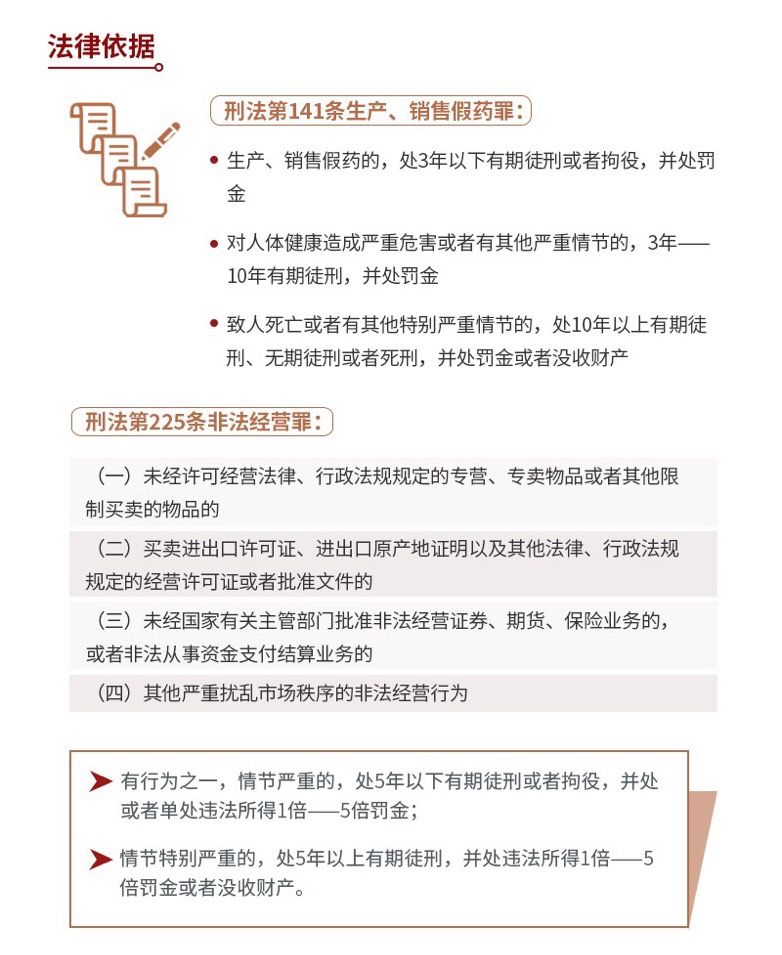 法律依据
刑法第141条生产、销售假药罪：
生产、销售假药的，处3年以下有期徒刑或者拘役，并处罚
金
对人体健康造成严重危害或者有其他严重情节的，3年——
10年有期徒刑，并处罚金
致人死亡或者有其他特别严重情节的，处10年以上有期徒
刑、无期徒刑或者死刑，并处罚金或者没收财产
刑法第225条非法经营罪：
（一）未经许可经营法律、行政法规规定的专营、专卖物品或者其他限
制买卖的物品的
（二）买卖进出口许可证、进出口原产地证明以及其他法律、行政法规
规定的经营许可证或者批准文件的
（三）未经国家有关主管部门批准非法经营证券、期货、保险业务的，
或者非法从事资金支付结算业务的
（四）其他严重扰乱市场秩序的非法经营行为
有行为之一，情节严重的，处5年以下有期徒刑或者拘役，并处
或者单处违法所得1倍——5倍罚金；
情节特别严重的，处5年以上有期徒刑，并处违法所得1倍——5
倍罚金或者没收财产。